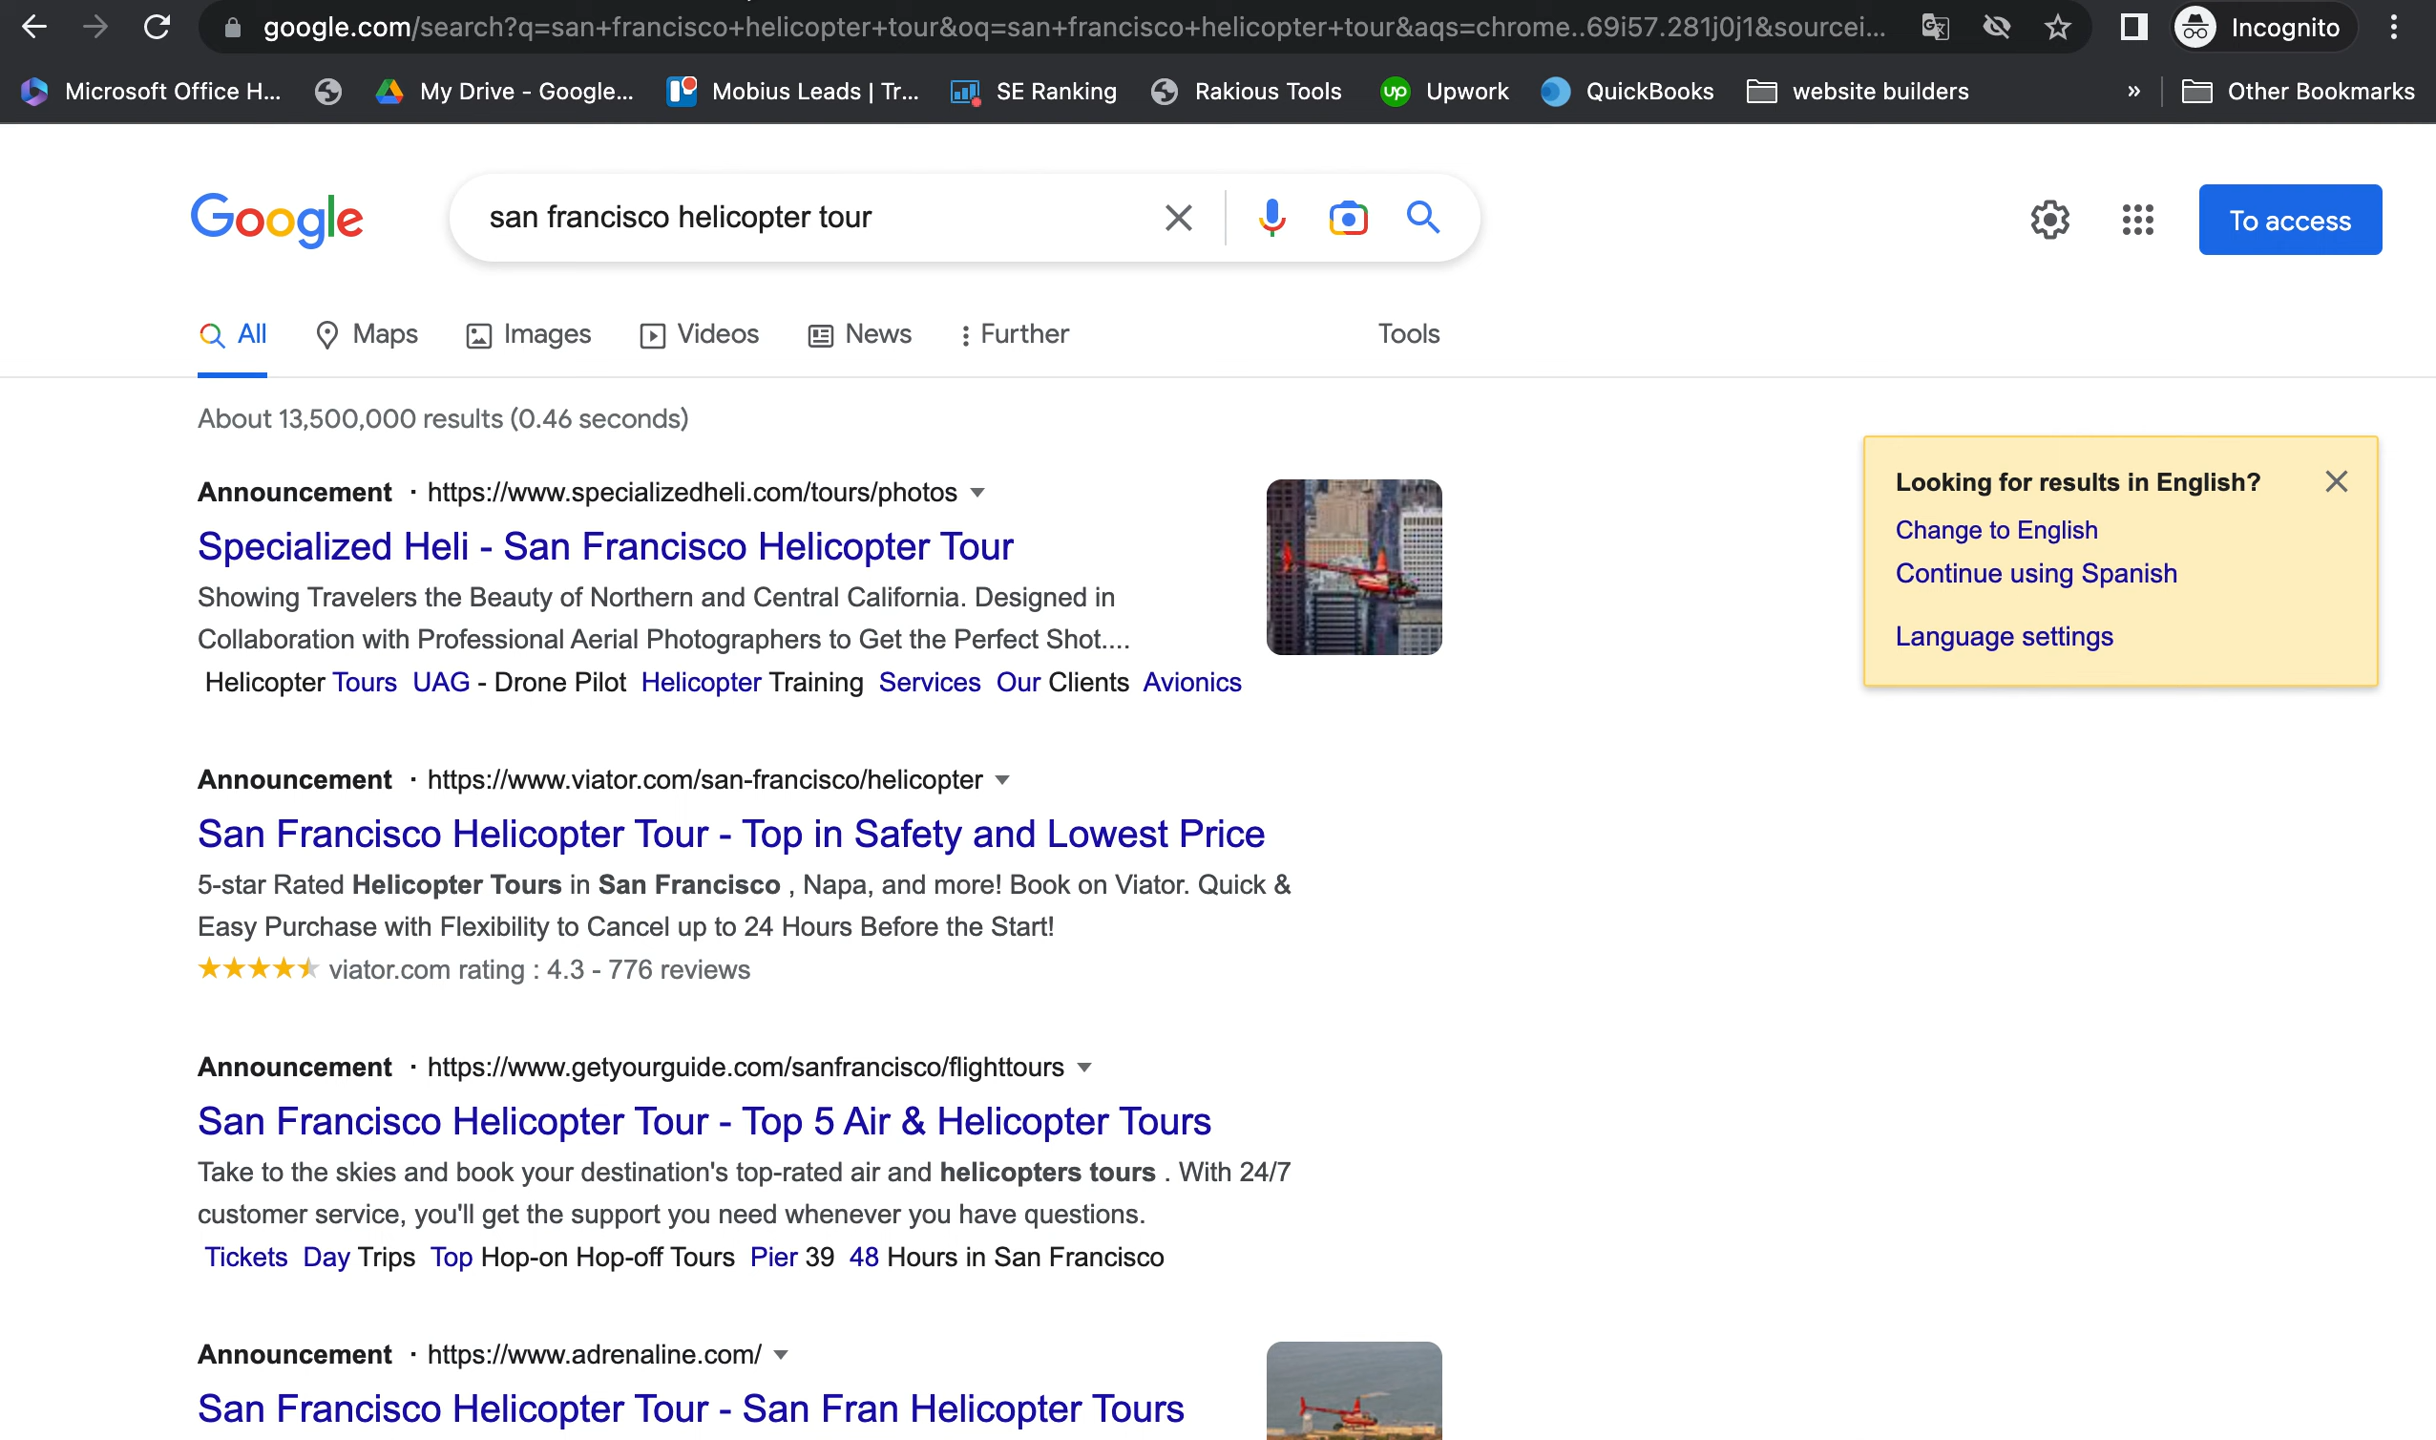 google.com/search?q=san+francisco+helicopter+tour&oq=san+francisco+helicopter+tour&aqs=chrome..69i57.281j0j1&sourcei...
Incognito
Microsoft Office H...
My Drive - Google...
Mobius Leads | Tr...
SE Ranking
Rakious Tools
up Upwork
QuickBooks
website builders
»
Other Bookmarks
Google
san francisco helicopter tour
To access
All
Maps
Images
Videos
News
Further
Tools
About 13,500,000 results (0.46 seconds)
Announcement · https://www.specializedheli.com/tours/photos
Specialized Heli - San Francisco Helicopter Tour
Showing Travelers the Beauty of Northern and Central California. Designed in
Collaboration with Professional Aerial Photographers to Get the Perfect Shot....
Helicopter Tours UAG - Drone Pilot Helicopter Training Services Our Clients Avionics
Looking for results in English?
Change to English
Continue using Spanish
Language settings
Announcement · https://www.viator.com/san-francisco/helicopter
San Francisco Helicopter Tour - Top in Safety and Lowest Price
5-star Rated Helicopter Tours in San Francisco , Napa, and more! Book on Viator. Quick &
Easy Purchase with Flexibility to Cancel up to 24 Hours Before the Start!
viator.com rating : 4.3 - 776 reviews
Announcement · https://www.getyourguide.com/sanfrancisco/flighttours
San Francisco Helicopter Tour - Top 5 Air & Helicopter Tours
Take to the skies and book your destination's top-rated air and helicopters tours . With 24/7
customer service, you'll get the support you need whenever you have questions.
Tickets Day Trips Top Hop-on Hop-off Tours Pier 39 48 Hours in San Francisco
Announcement · https://www.adrenaline.com/
San Francisco Helicopter Tour - San Fran Helicopter Tours